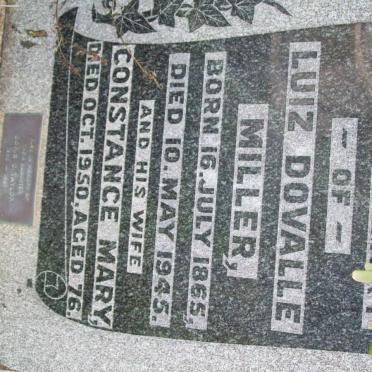 - OF -
LUIZ DOVALLE
MILLER,
BORN 16. JULY 1865,
DIED 10. MAY 1945.
AND HIS WIFE
CONSTANCE MARY,
DIED OCT. 1950, AGED 76.